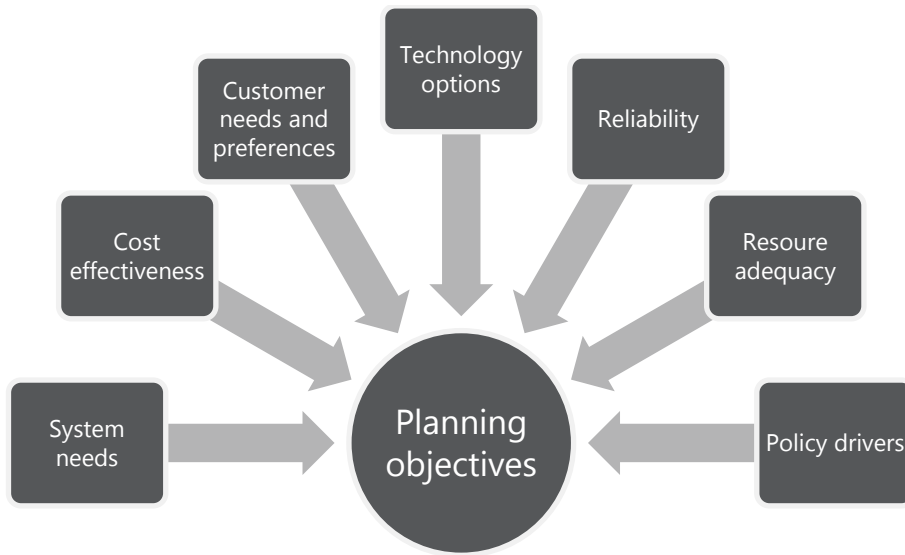 Technology
options
Customer
needs and
preferences
Reliability
Cost
effectiveness
Resoure
adequacy
System
needs
Planning
objectives
Policy drivers